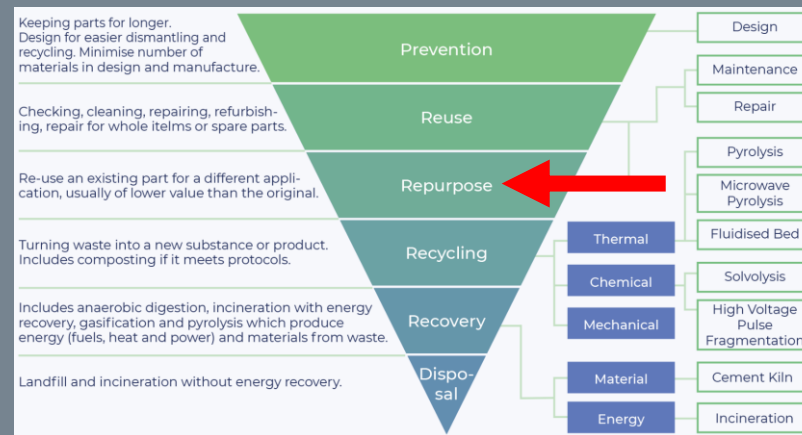 Keeping parts for longer.
Design for easier dismantling and
recycling. Minimise number of
materials in design and manufacture.
Prevention
Design
Checking, cleaning, repairing, refurbish-
ing, repair for whole itelms or spare parts.
Reuse
Maintenance
Repair
Re-use an existing part for a different appli-
cation, usually of lower value than the original.
Repurpose
Pyrolysis
Microwave
Pyrolysis
Turning waste into a new substance or product.
Includes composting if it meets protocols.
Recycling
Thermal
Fluidised Bed
Chemical
Solvolysis
Mechanical
High Voltage
Pulse
Fragmentation
Includes anaerobic digestion, incineration with energy
recovery, gasification and pyrolysis which produce
energy (fuels, heat and power) and materials from waste.
Recovery
Landfill and incineration without energy recovery.
Dispo-
sal
Material
Cement Kiln
Energy
Incineration